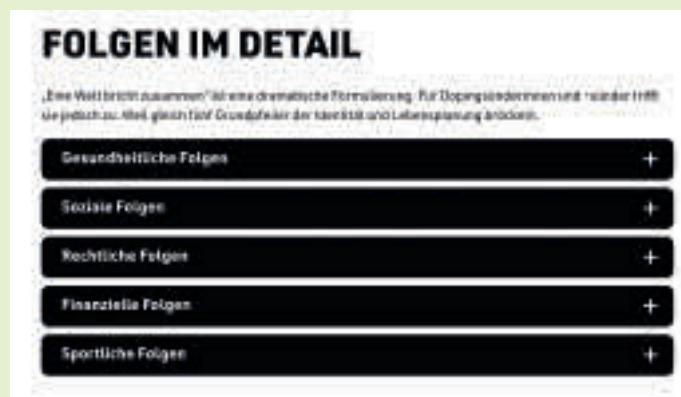 FOLGEN IM DETAIL
„Eine Welt bricht zusammen“ ist eine dramatische Formulierung. Für Dopingsünderinnen und -sünder trifft
sie jedoch zu. Weil gleich fünf Grundpfeiler der Identität und Lebensplanung bröckeln.
Gesundheitliche Folgen +
Soziale Folgen +
Rechtliche Folgen +
Finanzielle Folgen +
Sportliche Folgen +